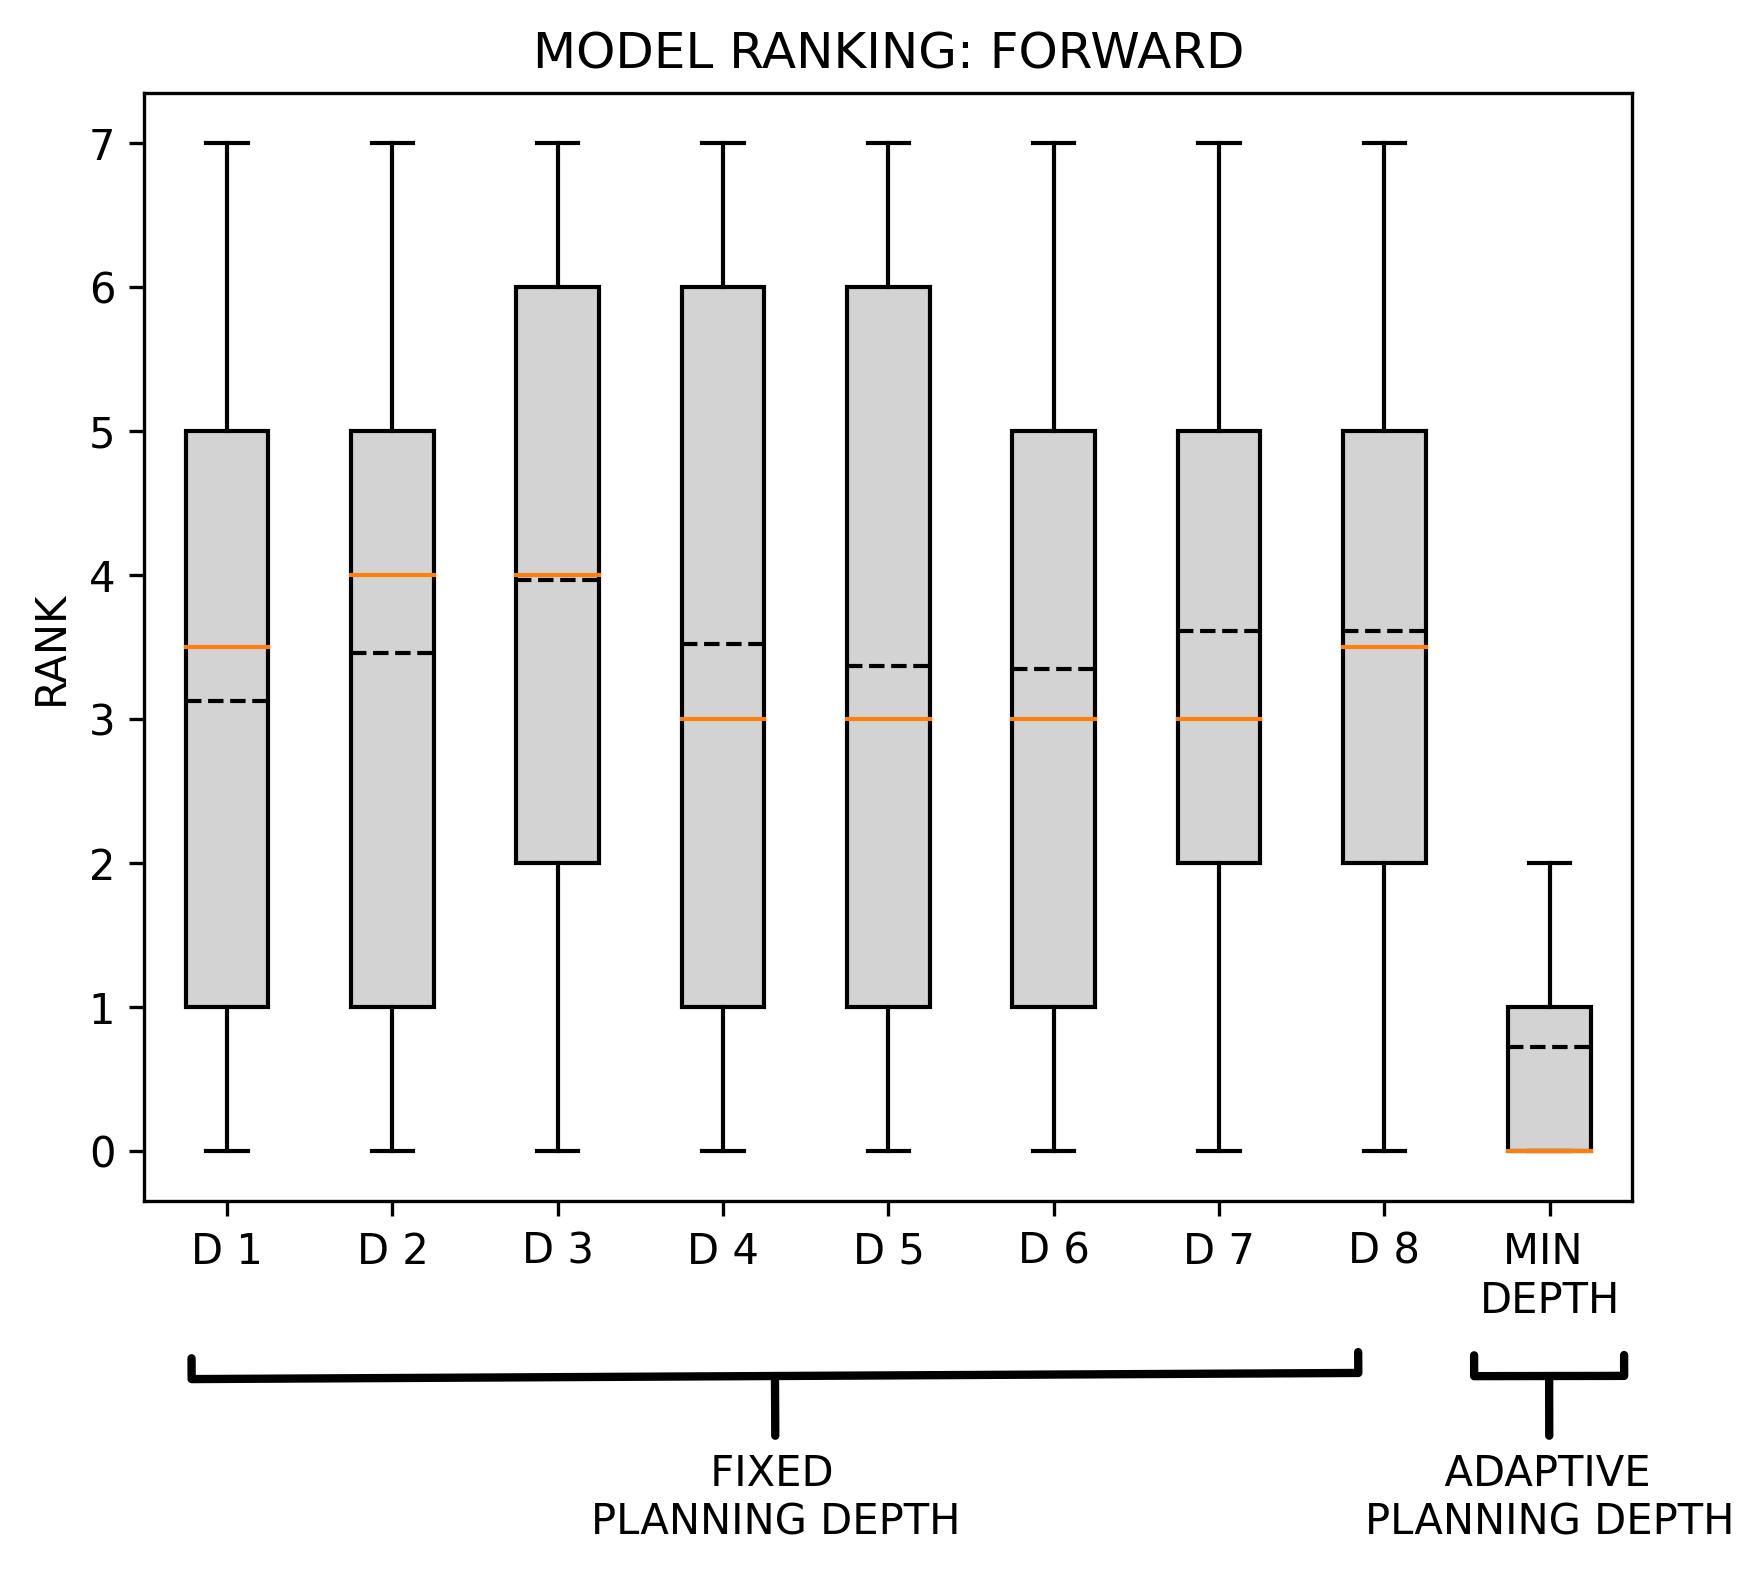 MODEL RANKING: FORWARD
7
6
5
4
3
2
1
0
RANK
D 1 D 2 D 3 D 4 D 5 D 6 D 7 D 8 MIN
DEPTH
FIXED
PLANNING DEPTH
ADAPTIVE
PLANNING DEPTH